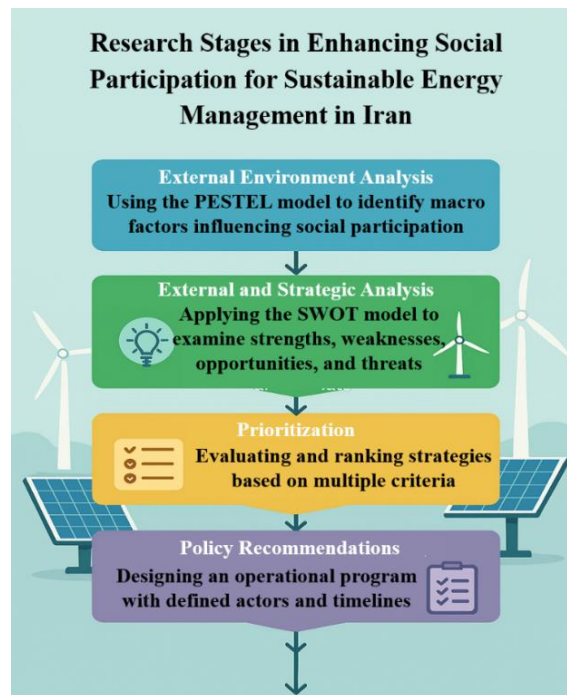 Research Stages in Enhancing Social
Participation for Sustainable Energy
Management in Iran
External Environment Analysis
Using the PESTEL model to identify macro
factors influencing social participation
External and Strategic Analysis
Applying the SWOT model to
examine strengths, weaknesses,
opportunities, and threats
Prioritization
Evaluating and ranking strategies
based on multiple criteria
Policy Recommendations
Designing an operational program
with defined actors and timelines